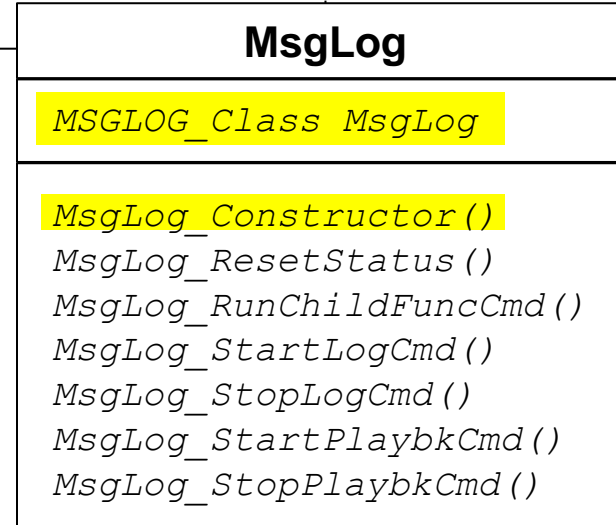 MsgLog
MSGLOG_Class MsgLog
MsgLog_Constructor()
MsgLog_ResetStatus()
MsgLog_RunChildFuncCmd()
MsgLog_StartLogCmd()
MsgLog_StopLogCmd()
MsgLog_StartPlaybkCmd()
MsgLog_StopPlaybkCmd()